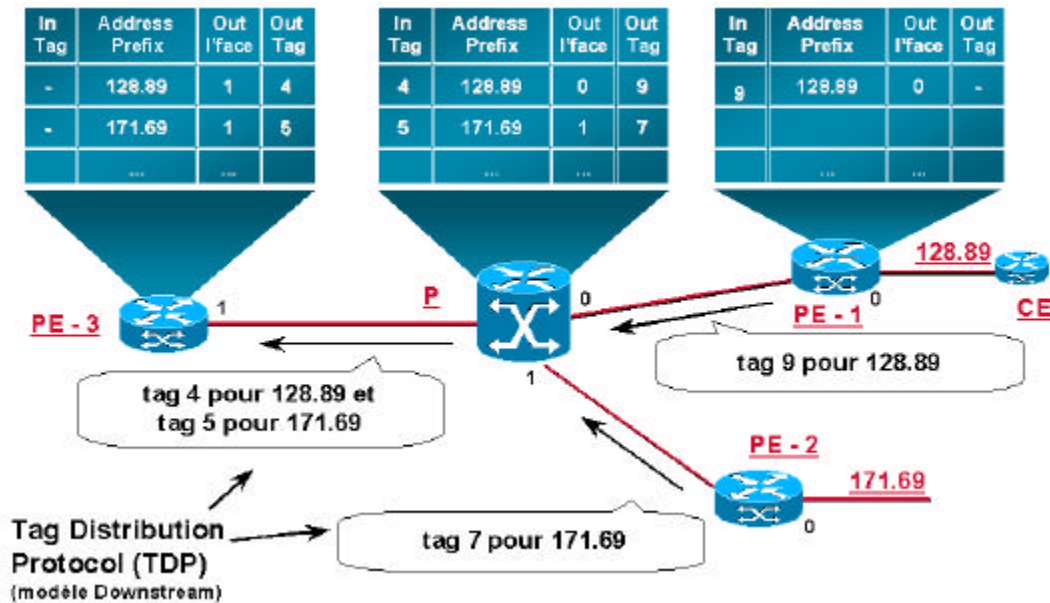 In Tag Address Prefix Out I'face Out Tag
- 128.89 1 4
- 171.69 1 5
... ...
In Tag Address Prefix Out I'face Out Tag
4 128.89 0 9
5 171.69 1 7
... ...
In Tag Address Prefix Out I'face Out Tag
9 128.89 0 -
... ...
PE - 3
1
P
0
1
PE - 1
0
128.89
CE
tag 9 pour 128.89
tag 4 pour 128.89 et
tag 5 pour 171.69
PE - 2
171.69
0
tag 7 pour 171.69
Tag Distribution
Protocol (TDP)
(modèle Downstream)